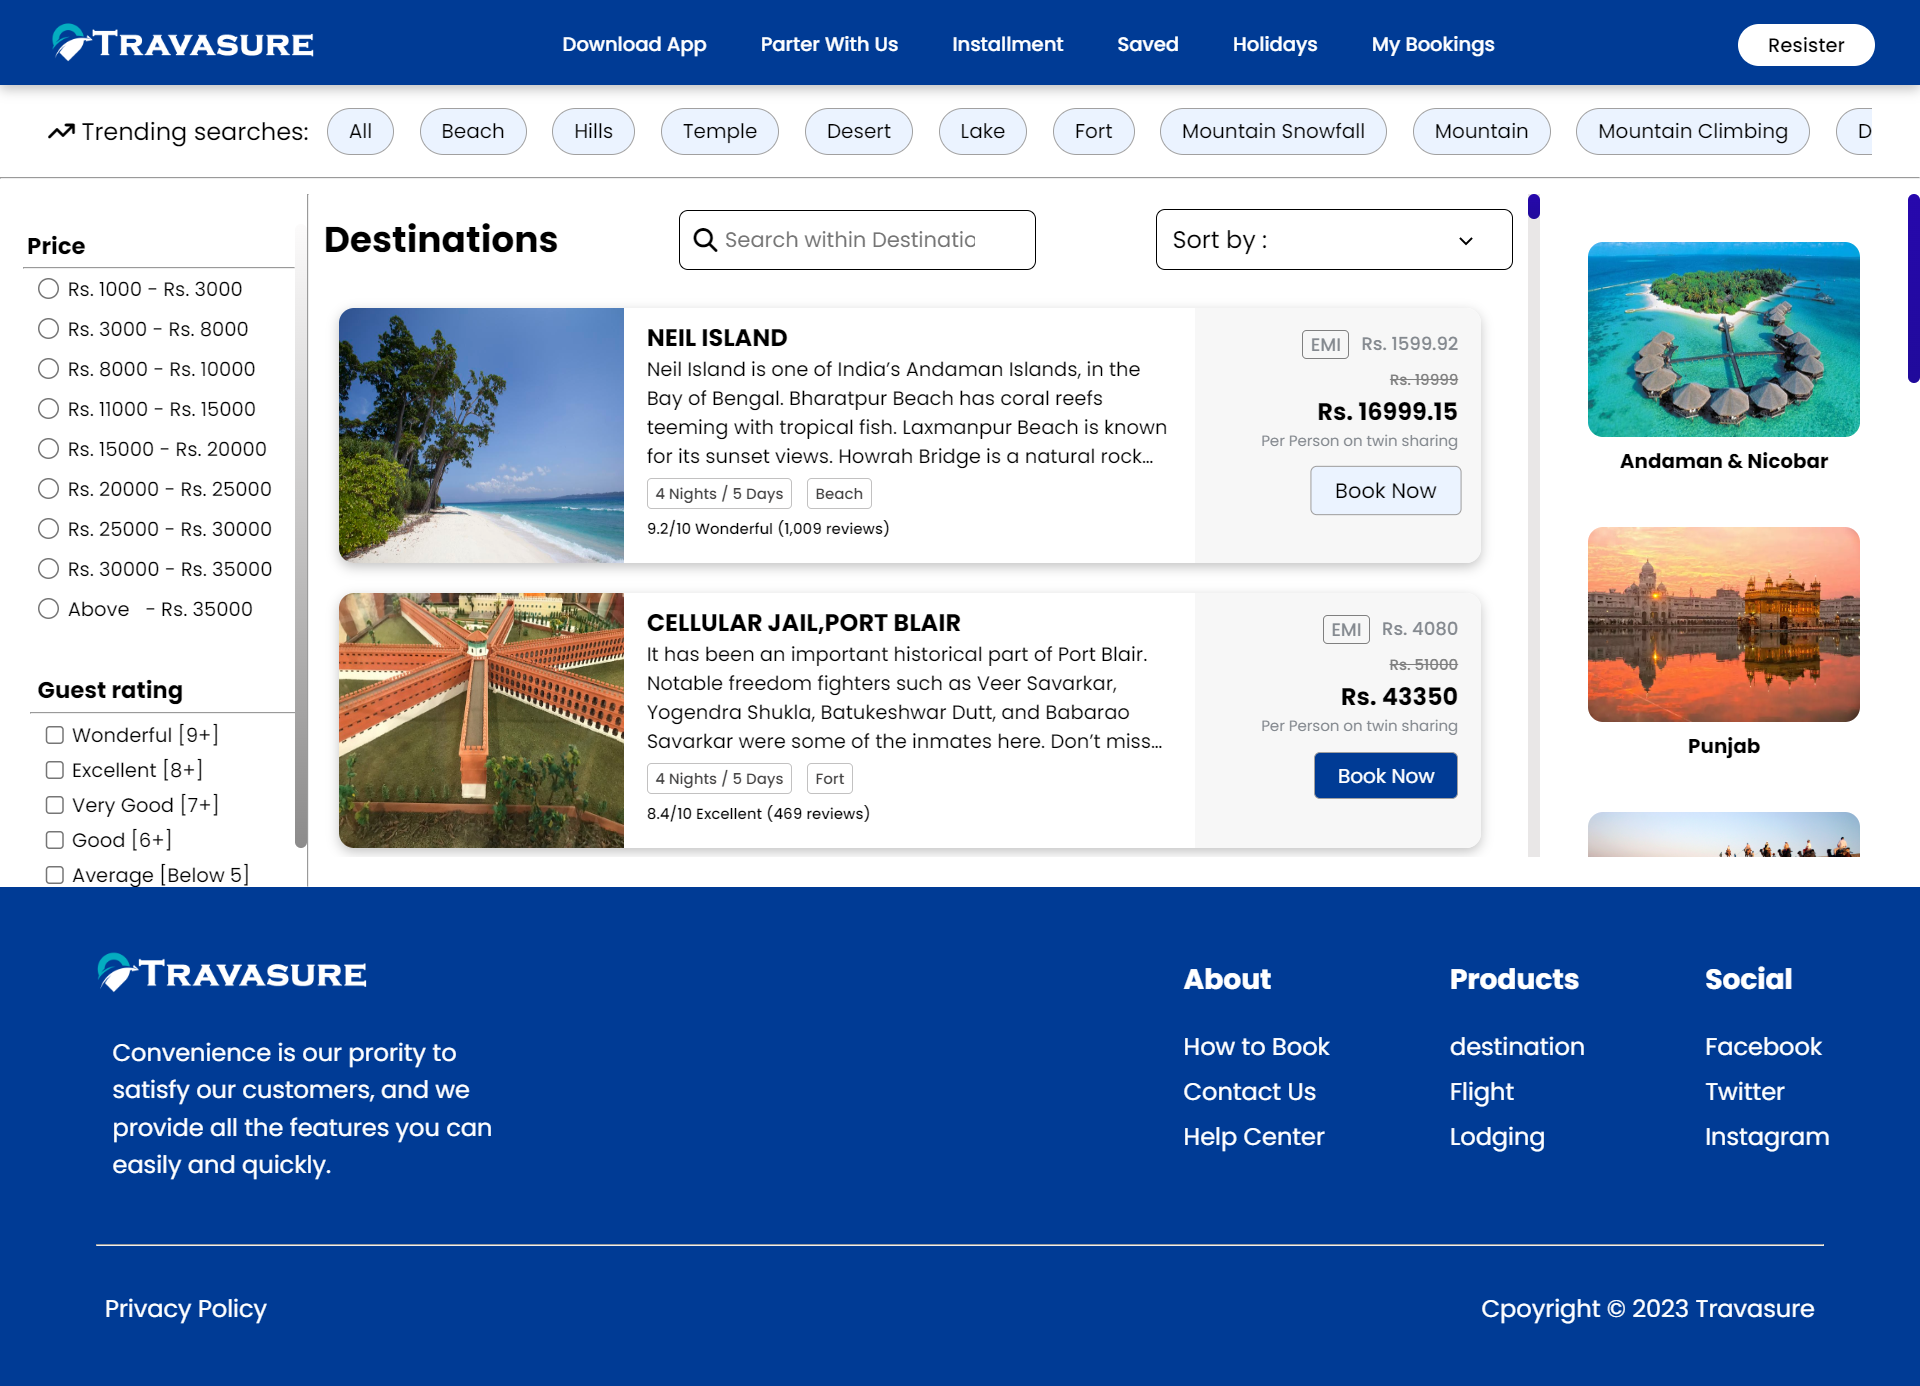 TRAVASURE
Download App
Parter With Us
Installment
Saved
Holidays
My Bookings
Resister
Trending searches:
All
Beach
Hills
Temple
Desert
Lake
Fort
Mountain Snowfall
Mountain
Mountain Climbing
D
Price
Rs. 1000 - Rs. 3000
Rs. 3000 - Rs. 8000
Rs. 8000 - Rs. 10000
Rs. 11000 - Rs. 15000
Rs. 15000 - Rs. 20000
Rs. 20000 - Rs. 25000
Rs. 25000 - Rs. 30000
Rs. 30000 - Rs. 35000
Above - Rs. 35000
Guest rating
Wonderful [9+]
Excellent [8+]
Very Good [7+]
Good [6+]
Average [Below 5]
Destinations
Search within Destinatio
Sort by :
NEIL ISLAND
Neil Island is one of India's Andaman Islands, in the
Bay of Bengal. Bharatpur Beach has coral reefs
teeming with tropical fish. Laxmanpur Beach is known
for its sunset views. Howrah Bridge is a natural rock...
4 Nights / 5 Days
Beach
9.2/10 Wonderful (1,009 reviews)
EMI Rs. 1599.92
Rs. 19999
Rs. 16999.15
Per Person on twin sharing
Book Now
CELLULAR JAIL,PORT BLAIR
It has been an important historical part of Port Blair.
Notable freedom fighters such as Veer Savarkar,
Yogendra Shukla, Batukeshwar Dutt, and Babarao
Savarkar were some of the inmates here. Don't miss...
4 Nights / 5 Days
Fort
8.4/10 Excellent (469 reviews)
EMI Rs. 4080
Rs. 51000
Rs. 43350
Per Person on twin sharing
Book Now
Andaman & Nicobar
Punjab
TRAVASURE
Convenience is our prority to
satisfy our customers, and we
provide all the features you can
easily and quickly.
About
How to Book
Contact Us
Help Center
Products
destination
Flight
Lodging
Social
Facebook
Twitter
Instagram
Privacy Policy
Cpoyright © 2023 Travasure